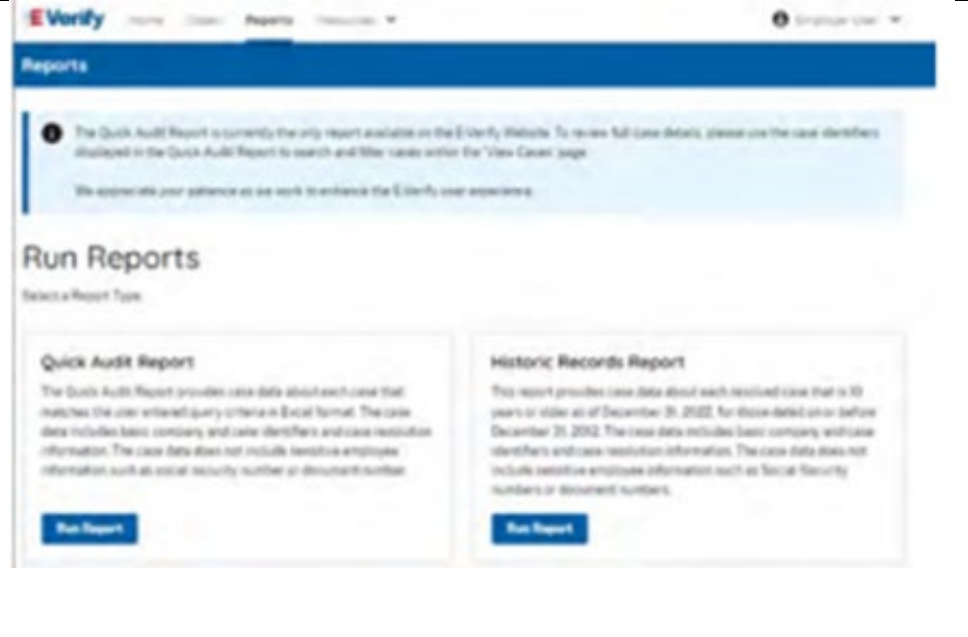 E-Verify Home Cases Reports Resources Employer User
Reports
The Quick Audit Report is currently the only report available on the E-Verify Website. To review full case details, please use the case identifiers
displayed in the Quick Audit Report to search and filter cases within the 'View Cases' page.
We appreciate your patience as we work to enhance the E-Verify user experience.
Run Reports
Select a Report Type
Quick Audit Report
The Quick Audit Report provides case data about each case that
matches the user entered query criteria in Excel format. The case
data includes basic company and case identifiers and case resolution
information. The case data does not include sensitive employee
information such as social security number or document number.
Run Report
Historic Records Report
This report provides case data about each resolved case that is 10
years or older as of December 31, 2022, for those dated on or before
December 31, 2012. The case data includes basic company and case
identifiers and case resolution information. The case data does not
include sensitive employee information such as Social Security
numbers or document numbers.
Run Report